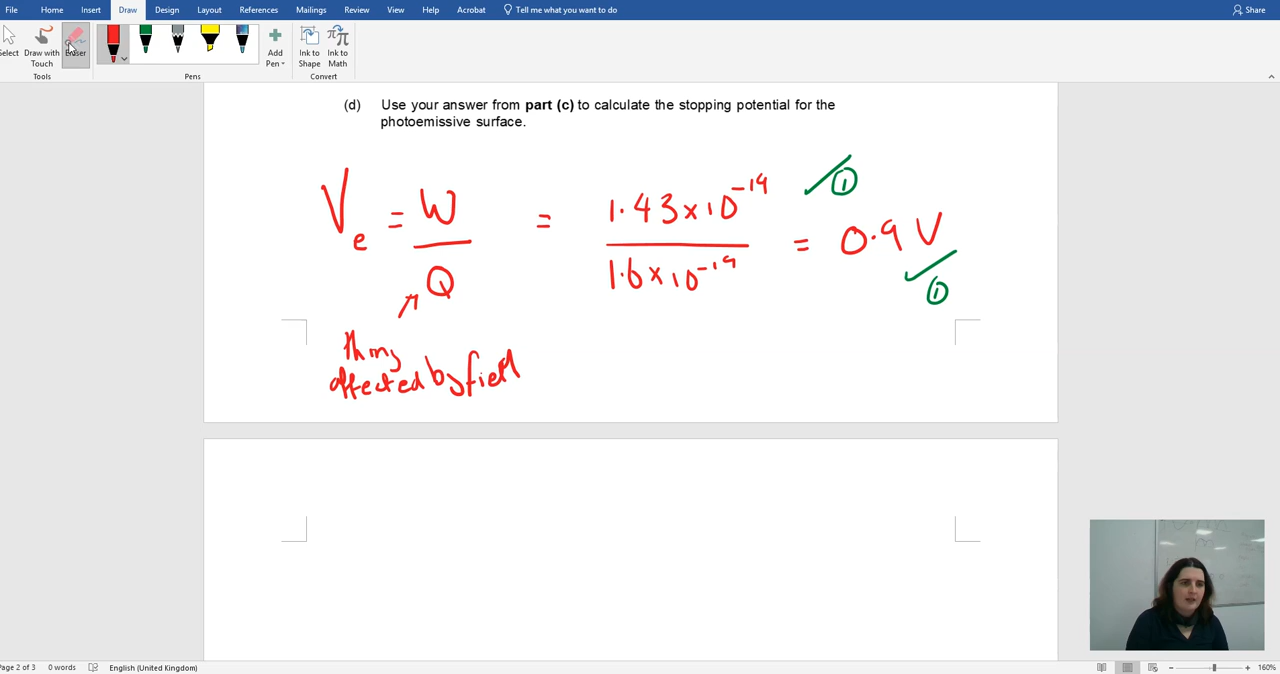 File Home Insert Draw Design Layout References Mailings Review View Help Acrobat Tell me what you want to do Share
Select Draw with Touch Eraser Add Pen Ink to Shape Ink to Math
Tools Pens Convert
(d) Use your answer from part (c) to calculate the stopping potential for the
photoemissive surface.
Ve = W/Q = 1.43×10⁻¹⁹/1.6×10⁻¹⁹ = 0.9 V
①
①
thing
affected by field
Page 2 of 3 0 words English (United Kingdom) 160%